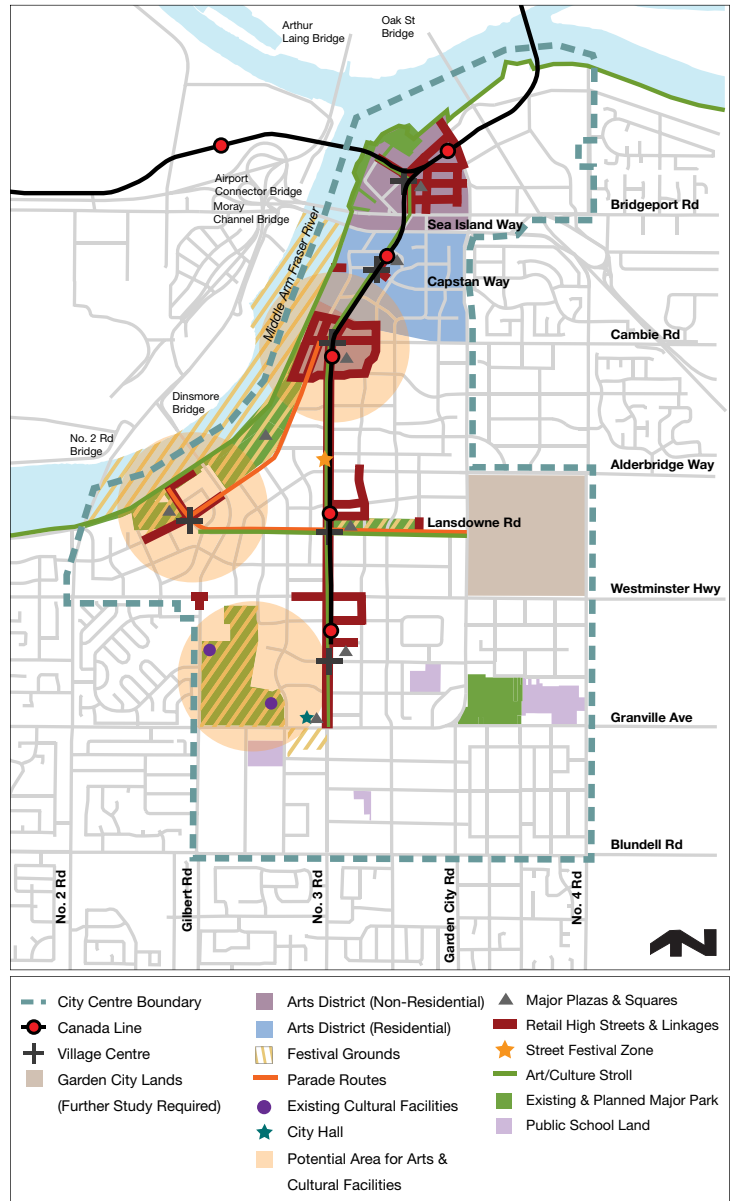 Arthur
Laing Bridge
Oak St
Bridge
Airport
Connector Bridge
Moray
Channel Bridge
Bridgeport Rd
Sea Island Way
Middle Arm Fraser River
Capstan Way
Cambie Rd
Dinsmore
Bridge
No. 2 Rd
Bridge
Alderbridge Way
Lansdowne Rd
Westminster Hwy
Granville Ave
Blundell Rd
No. 2 Rd
Gilbert Rd
No. 3 Rd
Garden City Rd
No. 4 Rd
N
City Centre Boundary
Canada Line
Village Centre
Garden City Lands
(Further Study Required)
Arts District (Non-Residential)
Arts District (Residential)
Festival Grounds
Parade Routes
Existing Cultural Facilities
City Hall
Potential Area for Arts &
Cultural Facilities
Major Plazas & Squares
Retail High Streets & Linkages
Street Festival Zone
Art/Culture Stroll
Existing & Planned Major Park
Public School Land